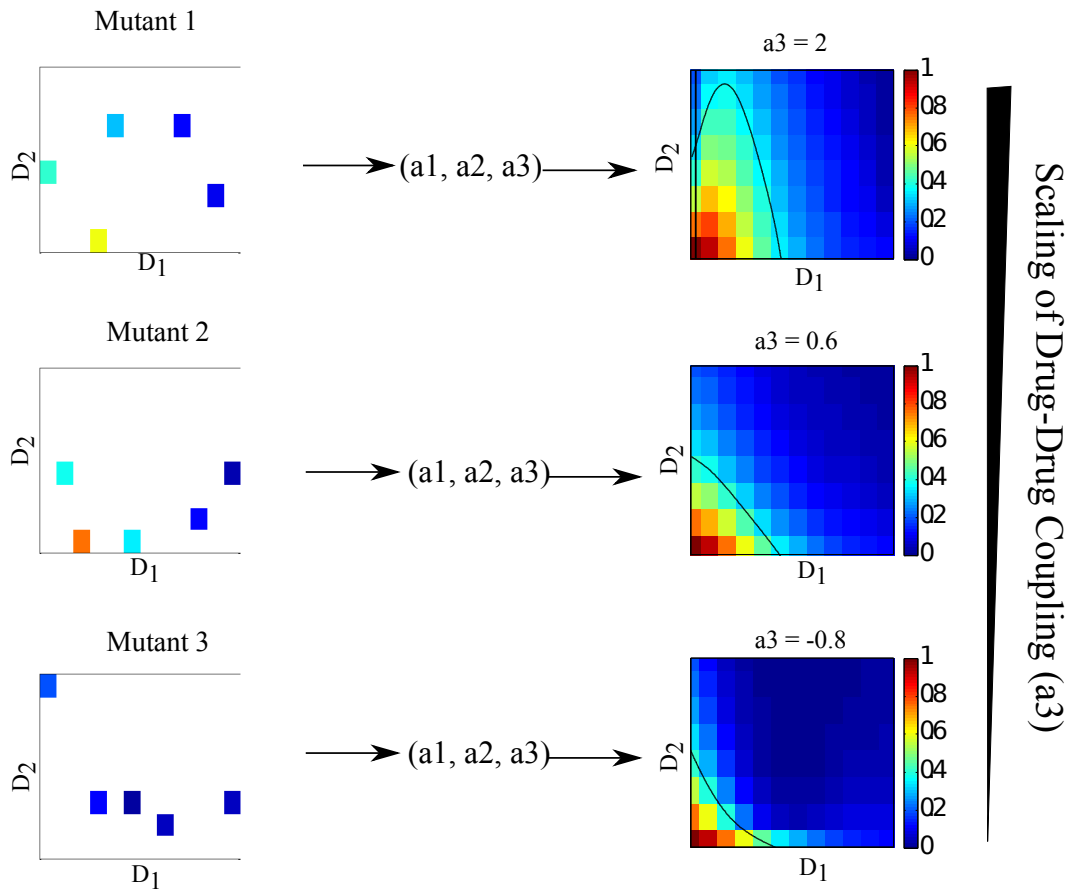 Mutant 1
D2
D1
(a1, a2, a3)
a3 = 2
D2
D1
1
0.8
0.6
0.4
0.2
0
Mutant 2
D2
D1
(a1, a2, a3)
a3 = 0.6
D2
D1
1
0.8
0.6
0.4
0.2
0
Mutant 3
D2
D1
(a1, a2, a3)
a3 = -0.8
D2
D1
1
0.8
0.6
0.4
0.2
0
Scaling of Drug-Drug Coupling (a3)